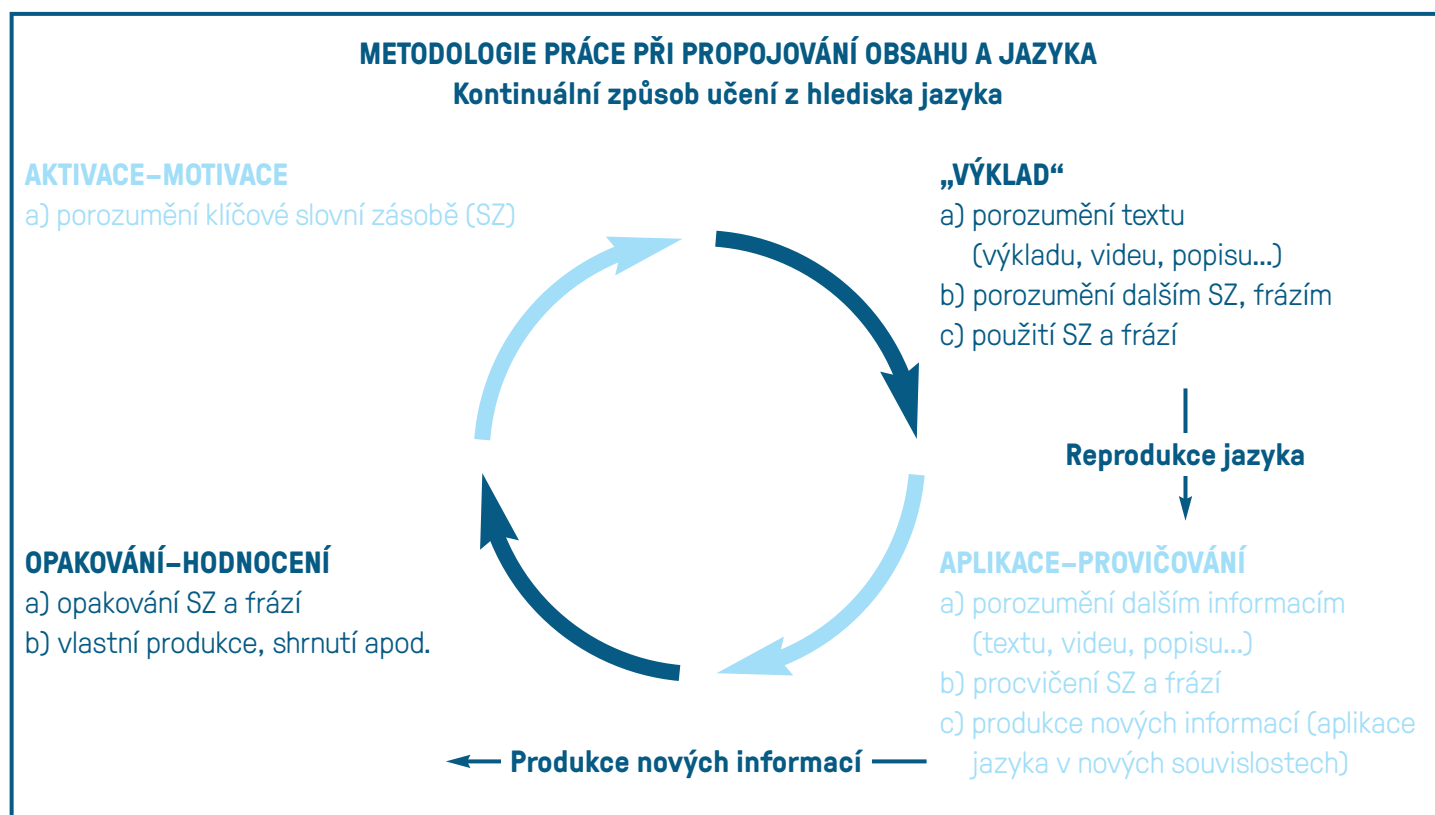 METODOLOGIE PRÁCE PŘI PROPOJOVÁNÍ OBSAHU A JAZYKA
Kontinuální způsob učení z hlediska jazyka
AKTIVACE–MOTIVACE
a) porozumění klíčové slovní zásobě (SZ)
„VÝKLAD“
a) porozumění textu
(výkladu, videu, popisu...)
b) porozumění dalším SZ, frázím
c) použití SZ a frází
Reprodukce jazyka
APLIKACE–PROVIČOVÁNÍ
a) porozumění dalším informacím
(textu, videu, popisu...)
b) procvičení SZ a frází
c) produkce nových informací (aplikace
jazyka v nových souvislostech)
Produkce nových informací
OPAKOVÁNÍ–HODNOCENÍ
a) opakování SZ a frází
b) vlastní produkce, shrnutí apod.